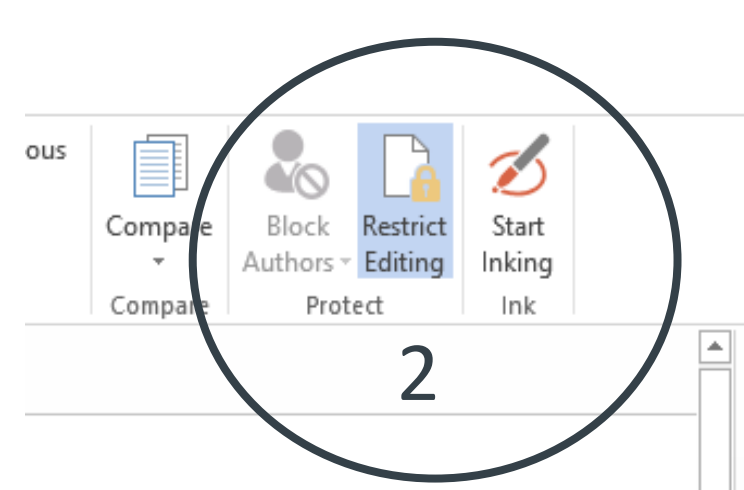 ous
Compare
Compare
Block
Authors
Restrict
Editing
Protect
Start
Inking
Ink
2